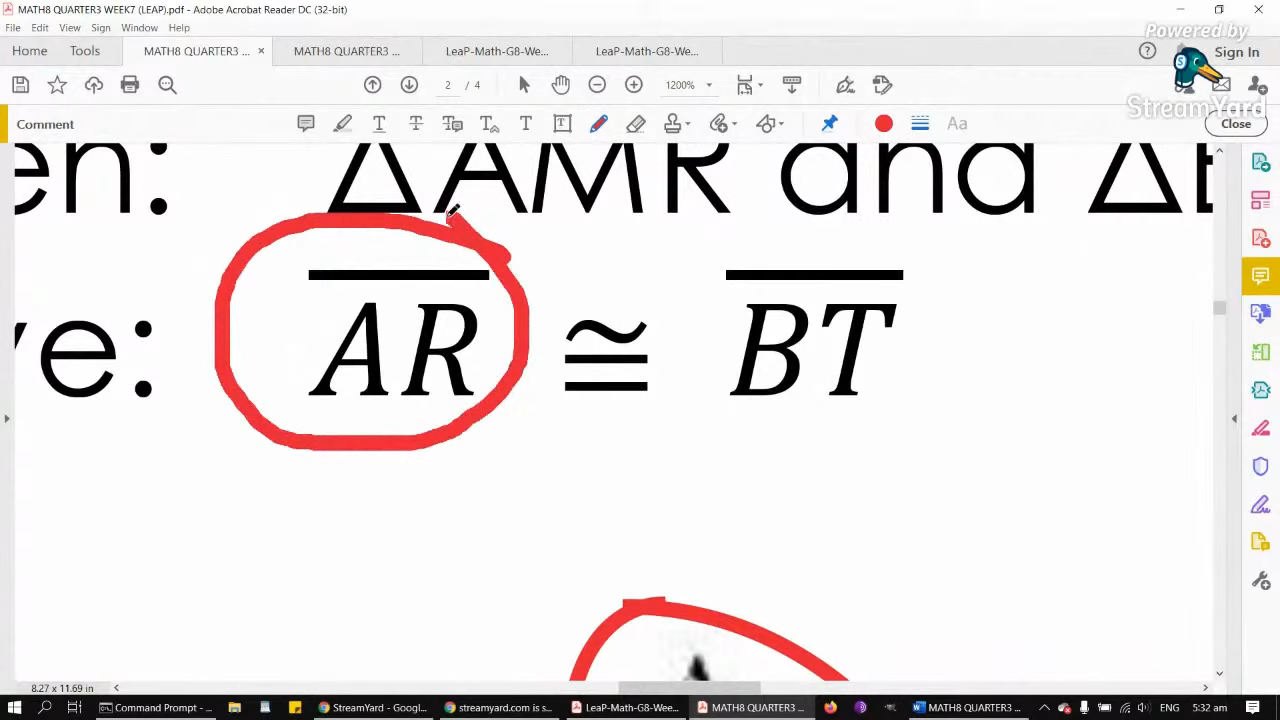 MATH8 QUARTER3 WEEK7 (LEAP).pdf - Adobe Acrobat Reader DC (32-bit)
File Edit View Sign Window Help
Powered by
StreamYard
Home Tools MATH8 QUARTER3 ... × MATH8 QUARTER3 ... LeaP-Math-G8-We... LeaP-Math-G8-We... Sign In
2 / 4 1200%
Comment Aa Close
en: ΔAMR and Δ
ve: AR ≅ BT
8.27 x 11.69 in
Command Prompt - ... StreamYard - Googl... streamyard.com is s... LeaP-Math-G8-Wee... MATH8 QUARTER3 ... MATH8 QUARTER3 ... ENG 5:32 am